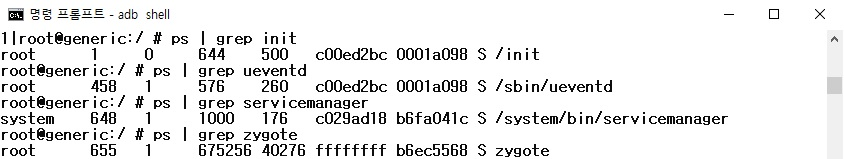 명령 프롬프트 - adb shell
1|root@generic:/ # ps | grep init
root 1 0 644 500 c00ed2bc 0001a098 S /init
root@generic:/ # ps | grep ueventd
root 458 1 576 260 c00ed2bc 0001a098 S /sbin/ueventd
root@generic:/ # ps | grep servicemanager
system 648 1 1000 176 c029ad18 b6fa041c S /system/bin/servicemanager
root@generic:/ # ps | grep zygote
root 655 1 675256 40276 ffffffff b6ec5568 S zygote